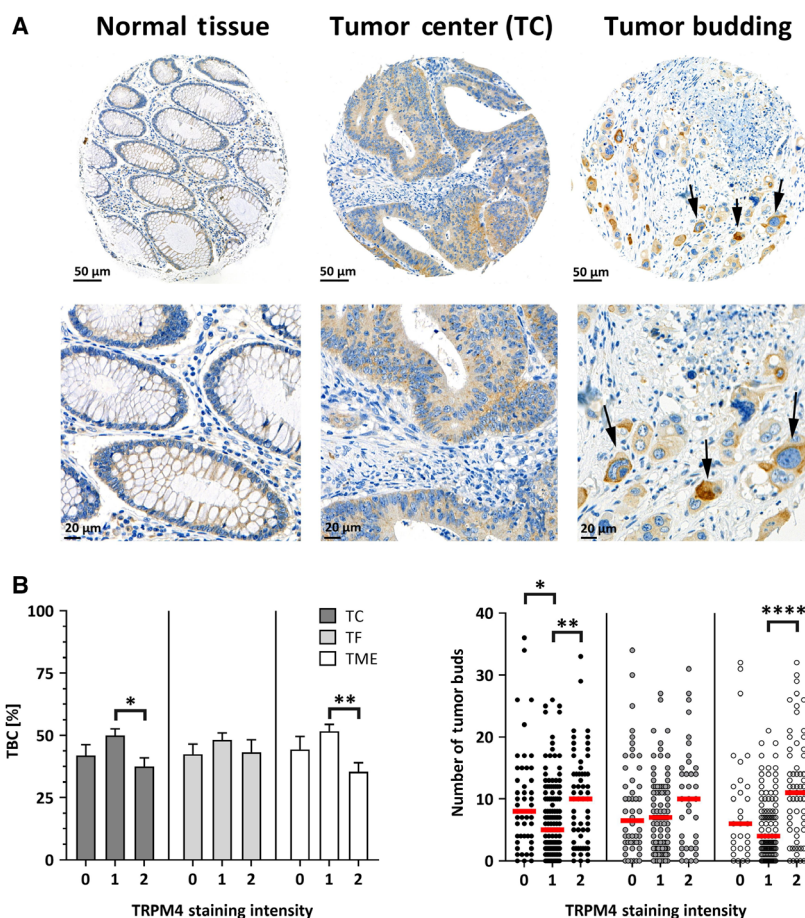 A
Normal tissue
Tumor center (TC)
Tumor budding
50 μm
50 μm
50 μm
20 μm
20 μm
20 μm
B
100
75
50
25
0
TBC [%]
*
**
TC
TF
TME
0 1 2 0 1 2 0 1 2
TRPM4 staining intensity
40
30
20
10
0
Number of tumor buds
*
**
****
0 1 2 0 1 2 0 1 2
TRPM4 staining intensity